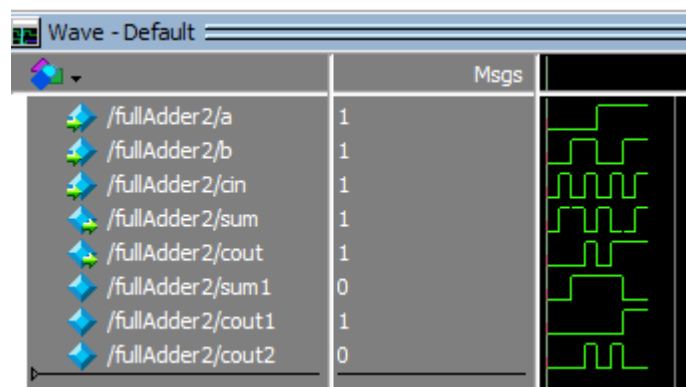 Wave - Default
Msgs
/fullAdder2/a 1
/fullAdder2/b 1
/fullAdder2/cin 1
/fullAdder2/sum 1
/fullAdder2/cout 1
/fullAdder2/sum1 0
/fullAdder2/cout1 1
/fullAdder2/cout2 0